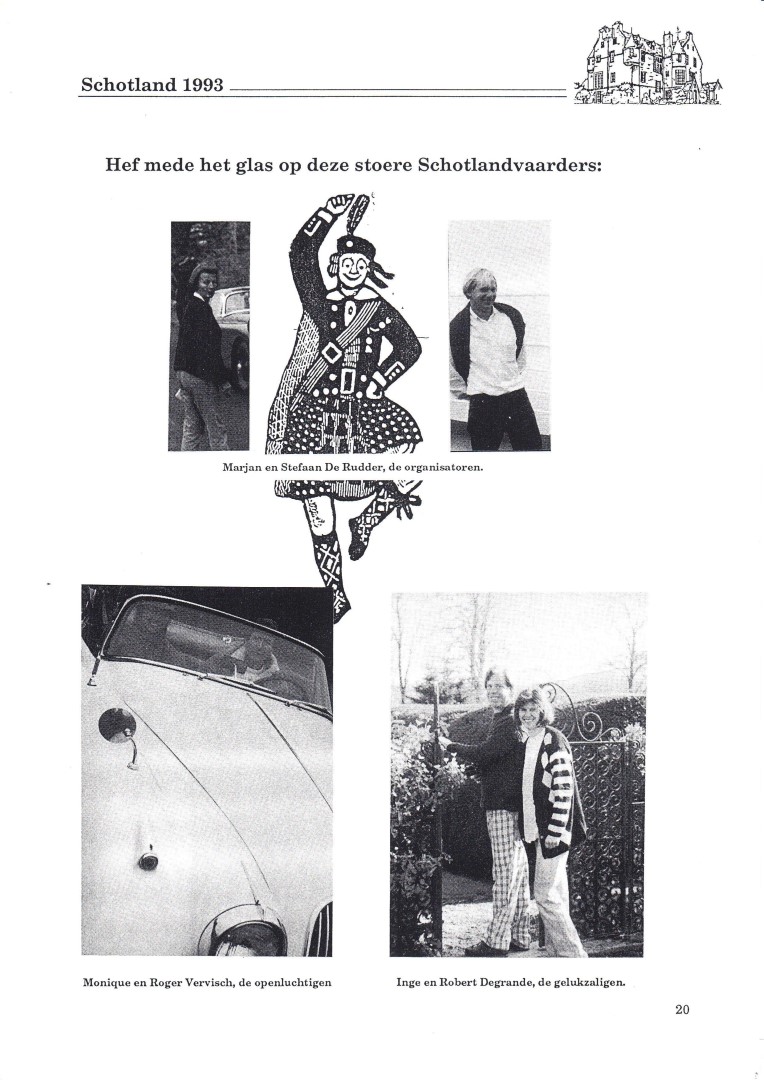 Schotland 1993
Hef mede het glas op deze stoere Schotlandvaarders:
Marjan en Stefaan De Rudder, de organisatoren.
Monique en Roger Vervisch, de openluchtigen
Inge en Robert Degrande, de gelukzaligen.
20